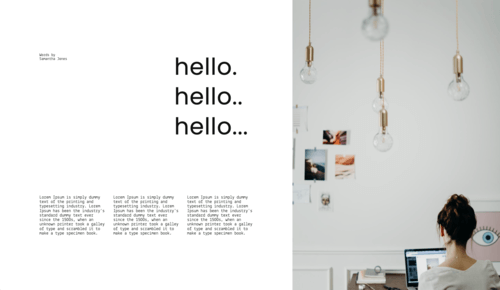 Words by
Samantha Jones
hello.
hello..
hello...
Lorem Ipsum is simply dummy
text of the printing and
typesetting industry. Lorem
Ipsum has been the industry's
standard dummy text ever
since the 1500s, when an
unknown printer took a galley
of type and scrambled it to
make a type specimen book.
Lorem Ipsum is simply dummy
text of the printing and
typesetting industry. Lorem
Ipsum has been the industry's
standard dummy text ever
since the 1500s, when an
unknown printer took a galley
of type and scrambled it to
make a type specimen book.
Lorem Ipsum is simply dummy
text of the printing and
typesetting industry. Lorem
Ipsum has been the industry's
standard dummy text ever
since the 1500s, when an
unknown printer took a galley
of type and scrambled it to
make a type specimen book.